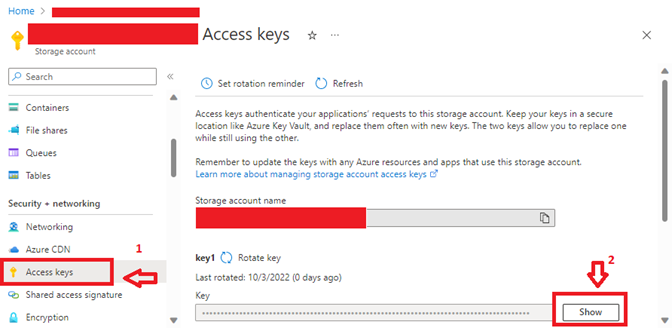 Home >
Access keys
Storage account
Search
Set rotation reminder Refresh
Containers
File shares
Queues
Tables
Security + networking
Networking
Azure CDN
Access keys
Shared access signature
Encryption
Access keys authenticate your applications' requests to this storage account. Keep your keys in a secure
location like Azure Key Vault, and replace them often with new keys. The two keys allow you to replace one
while still using the other.
Remember to update the keys with any Azure resources and apps that use this storage account.
Learn more about managing storage account access keys
Storage account name
key1 Rotate key
Last rotated: 10/3/2022 (0 days ago)
Key
Show
1
2